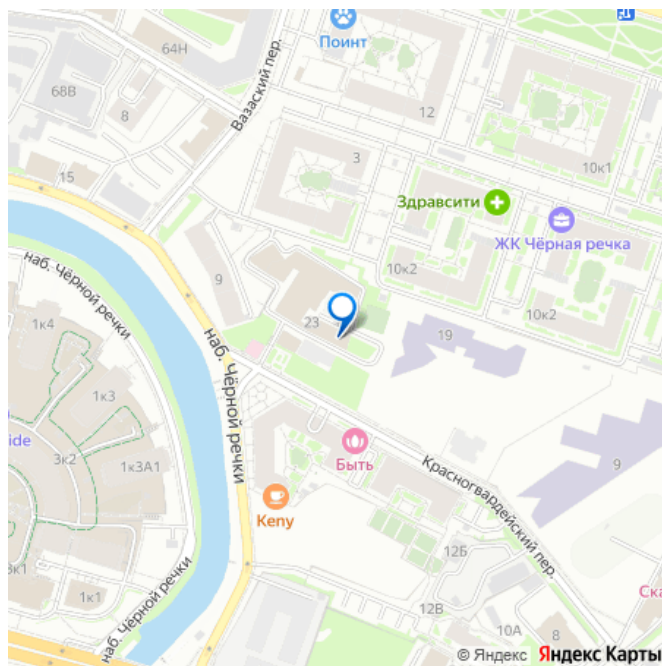 64Н
Поинт
Вазаский пер.
68В
8
12
15
3
10к1
Здравсити
ЖК Чёрная речка
наб. Чёрной речки
9
10к2
1к4
23
10к2
19
наб. Чёрной речки
1к3
ide
3к2
1к3А1
Быть
Красногвардейский пер.
9
Keny
12Б
3к1
1к1
наб. Чёрной речки
12В
10А
8
Ска
© Яндекс Яндекс Карты